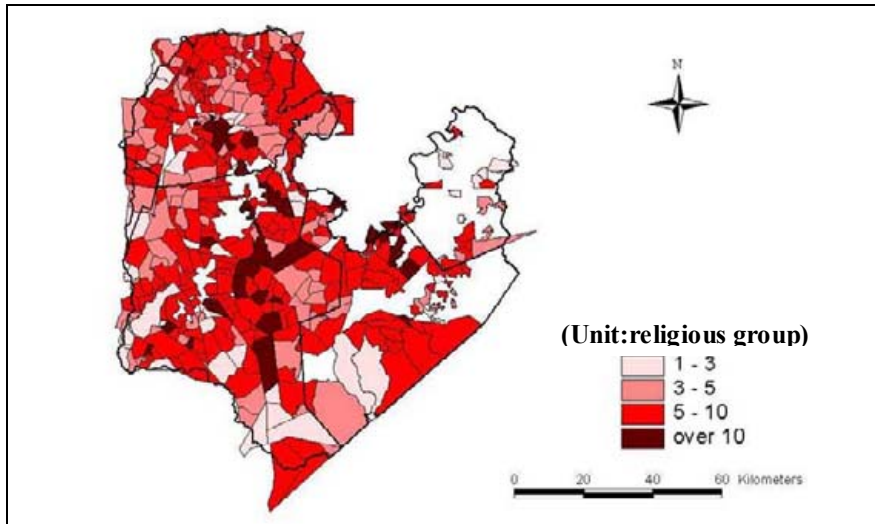 N
(Unit:religious group)
1 - 3
3 - 5
5 - 10
over 10
0 20 40 60 Kilometers